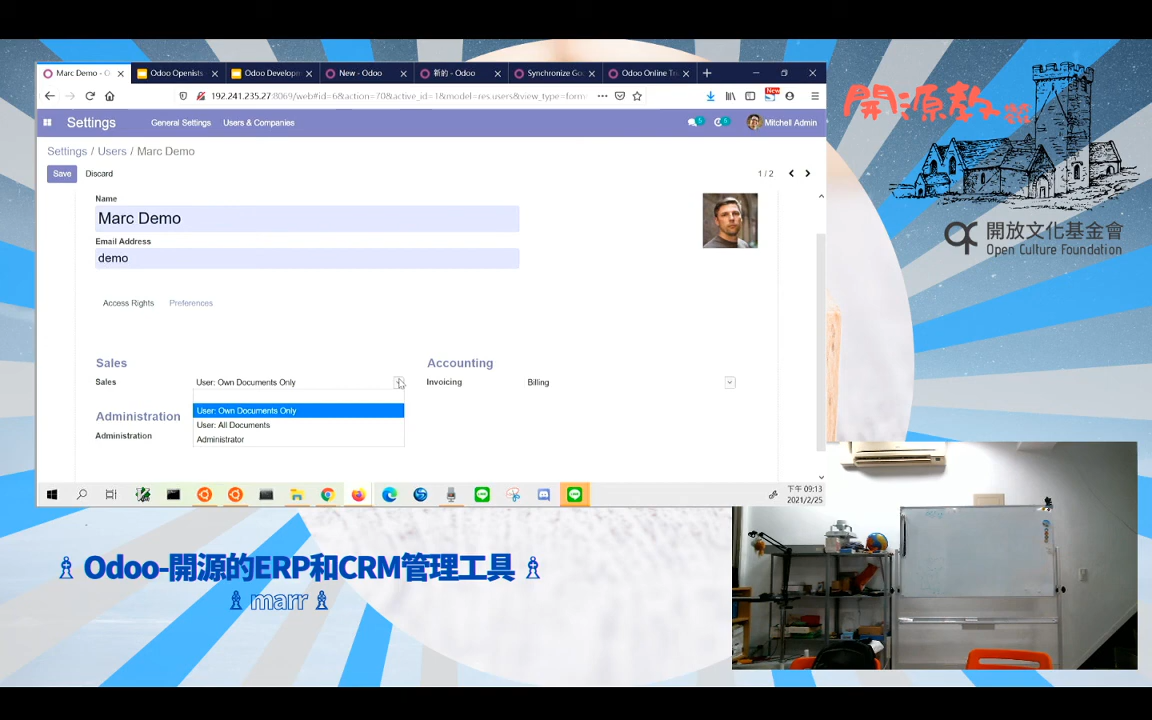 Marc Demo - O
Odoo Openists
Odoo Develop
New - Odoo
新的 - Odoo
Synchronize Go
Odoo Online Tr
192.241.235.27:8069/web#id=6&action=70&active_id=1&model=res.users&view_type=form
New
Settings
General Settings
Users & Companies
Mitchell Admin
Settings / Users / Marc Demo
Save
Discard
1 / 2
Name
Marc Demo
Email Address
demo
Access Rights
Preferences
Sales
Accounting
Sales
User: Own Documents Only
Invoicing
Billing
User: Own Documents Only
Administration
User: All Documents
Administration
Administrator
下午 09:13
2021/2/25
開源教
開放文化基金會
Open Culture Foundation
Odoo-開源的ERP和CRM管理工具
marr